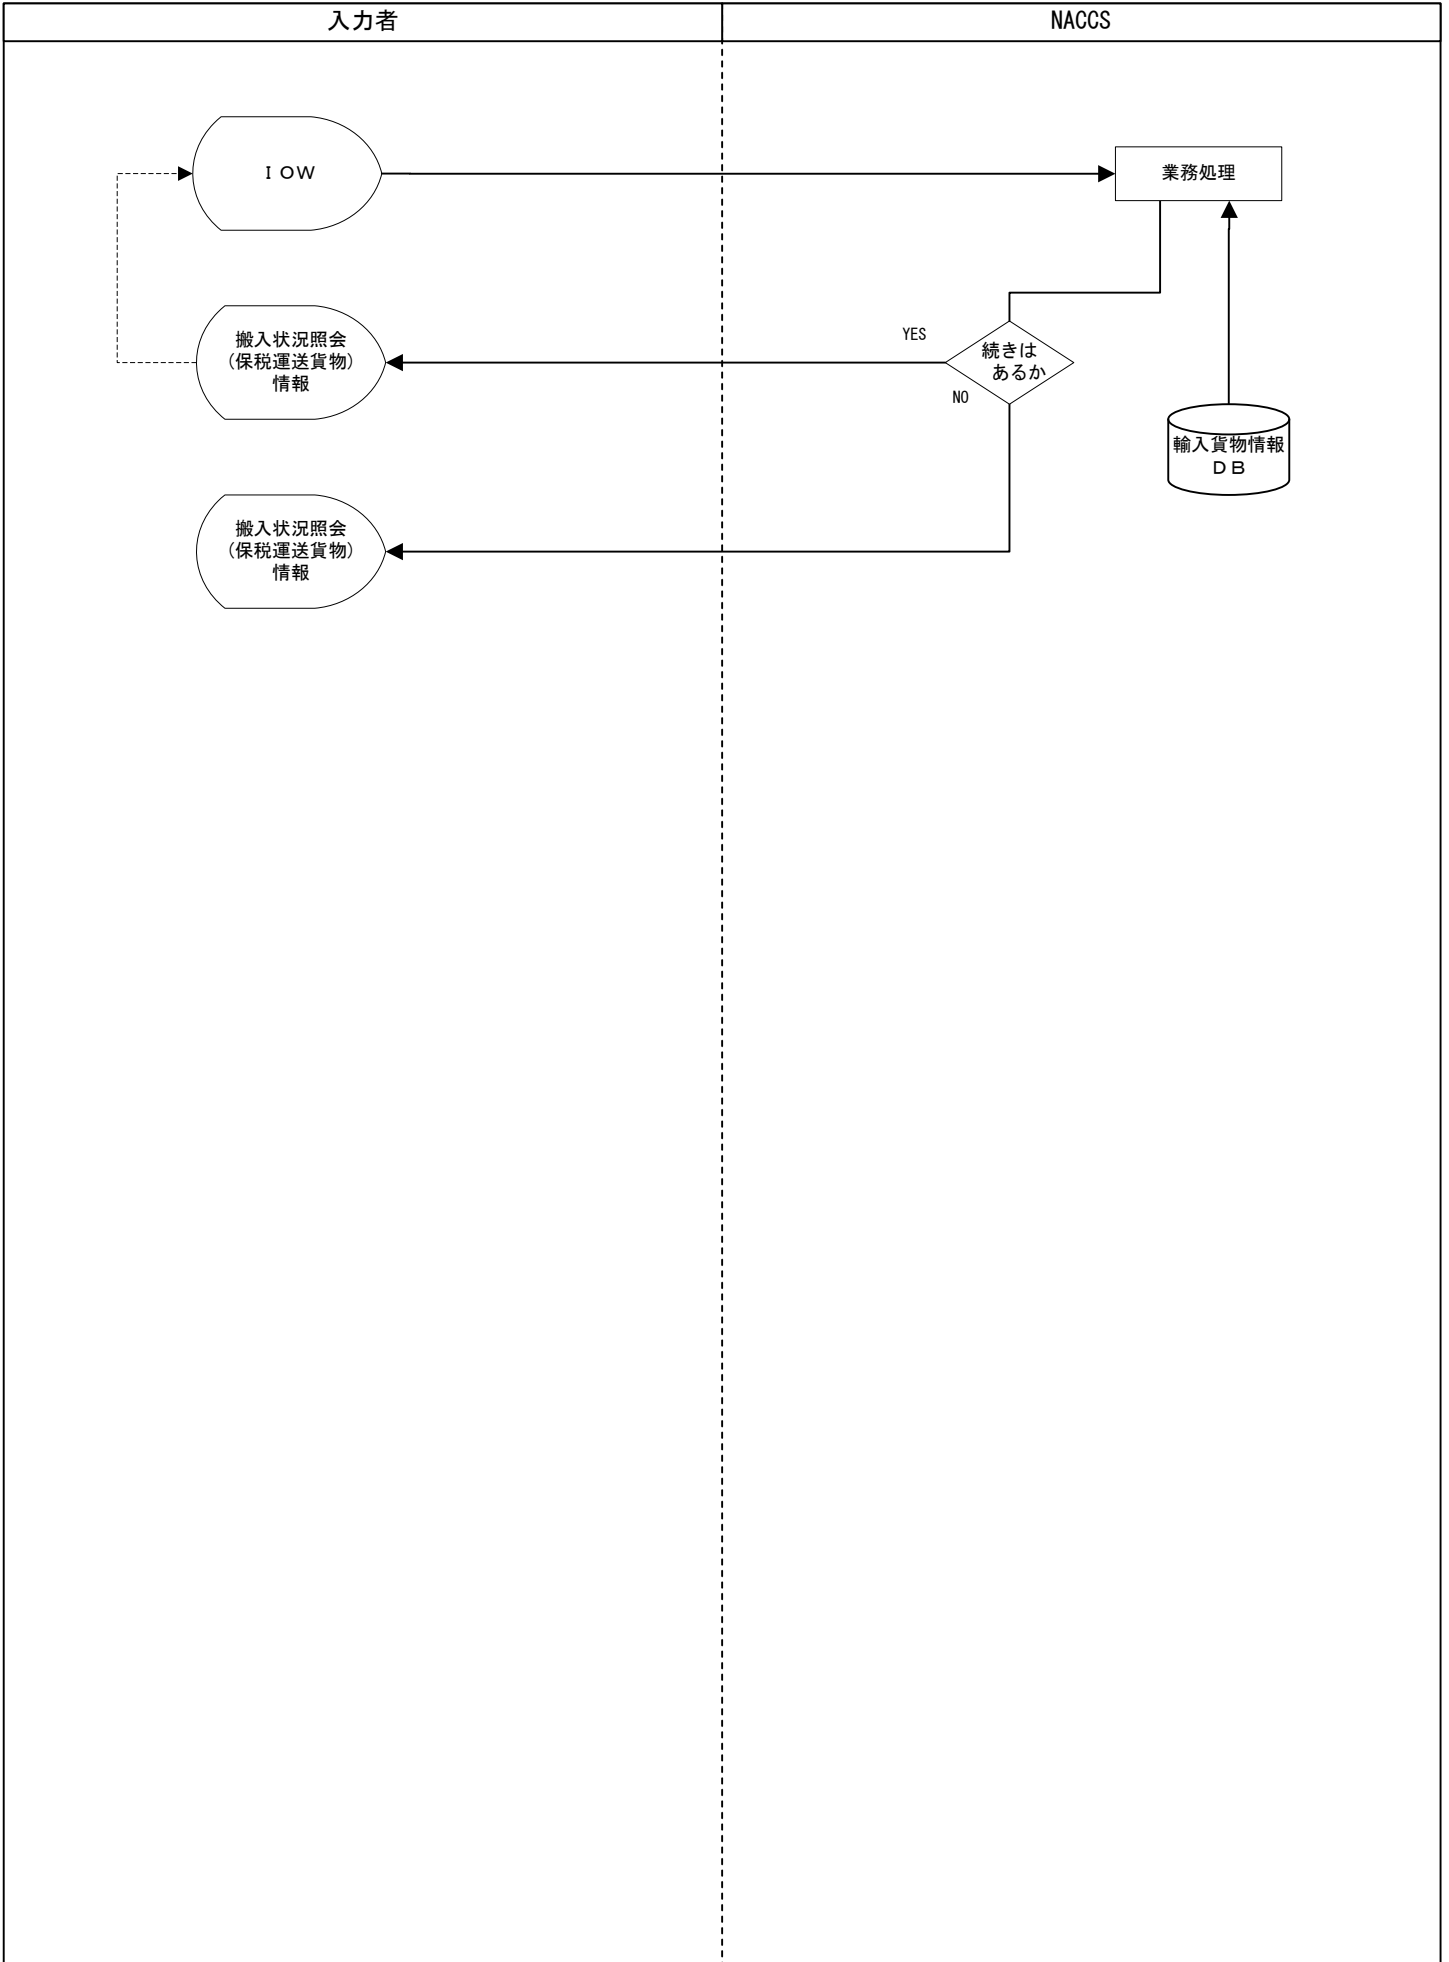 入力者
NACCS
ＩＯＷ
業務処理
搬入状況照会
（保税運送貨物）
情報
YES
続きは
あるか
NO
輸入貨物情報
ＤＢ
搬入状況照会
（保税運送貨物）
情報